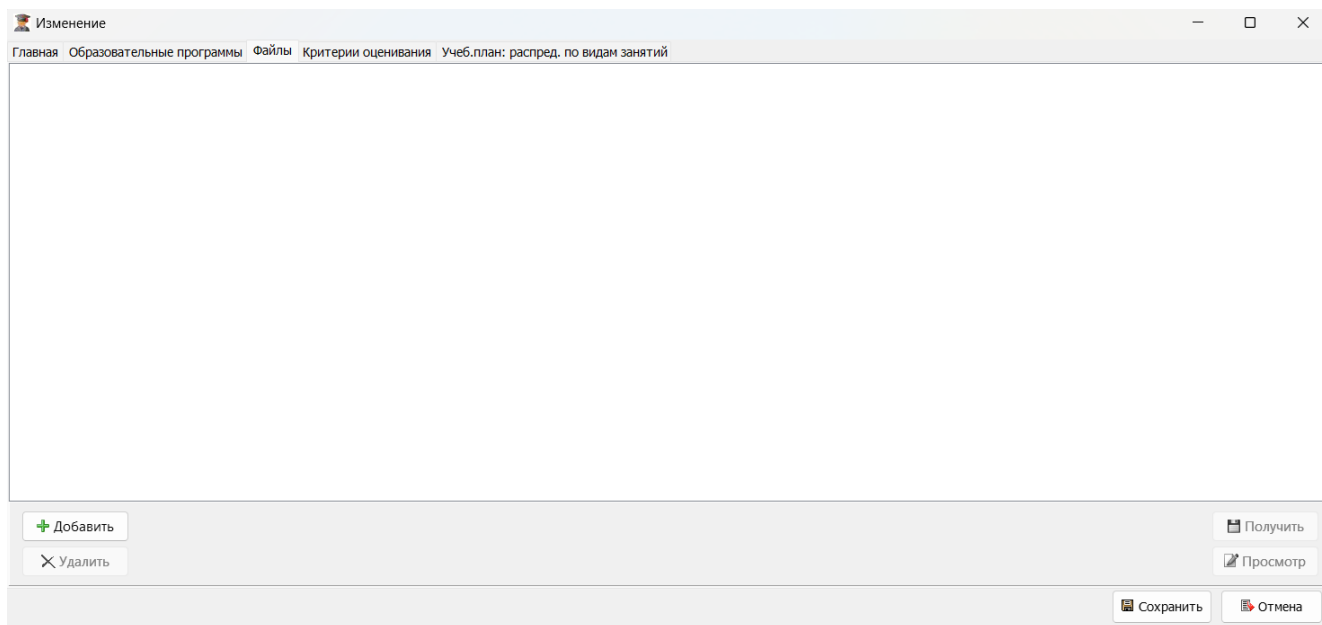 Изменение
Главная Образовательные программы Файлы Критерии оценивания Учеб.план: распред. по видам занятий
Добавить Получить
Удалить Просмотр
Сохранить Отмена